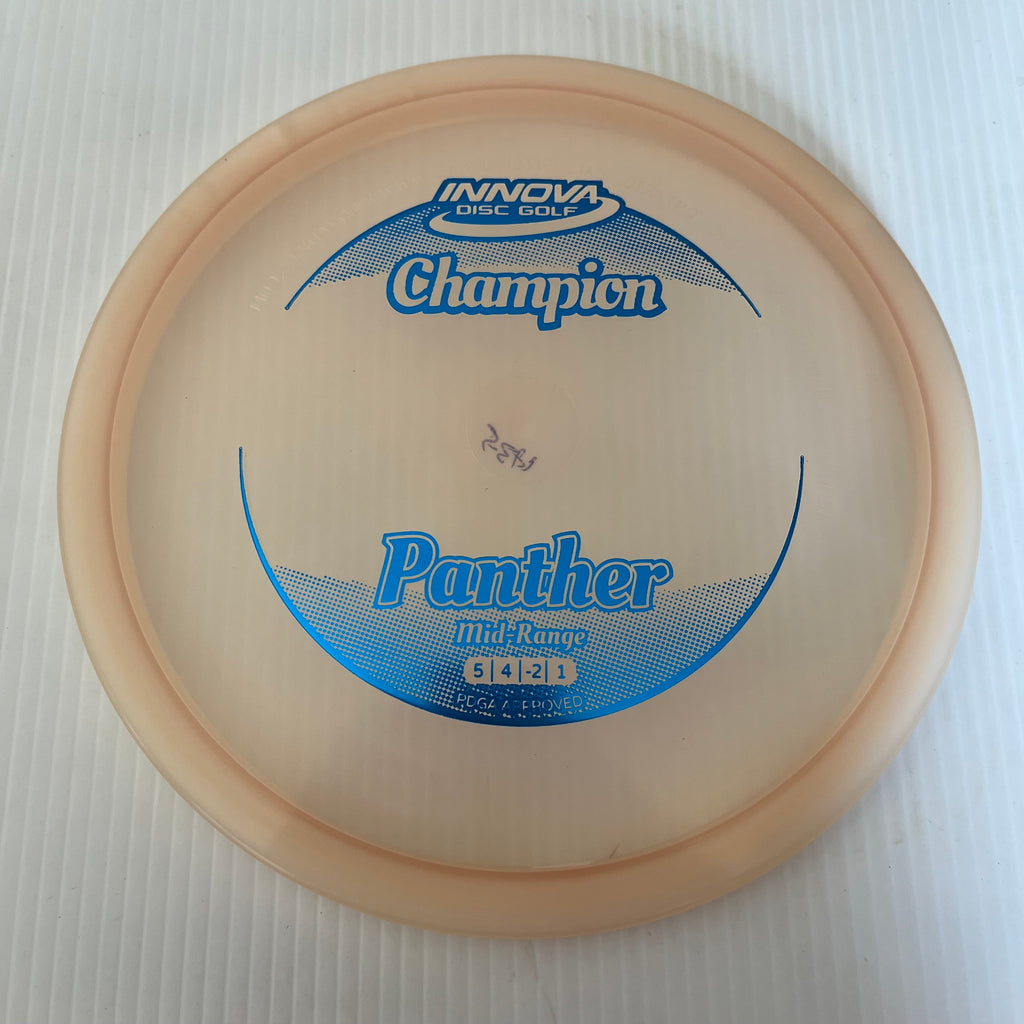 INNOVA
DISC GOLF
Champion
Panther
Mid-Range
5 | 4 | -2 | 1
PDGA APPROVED